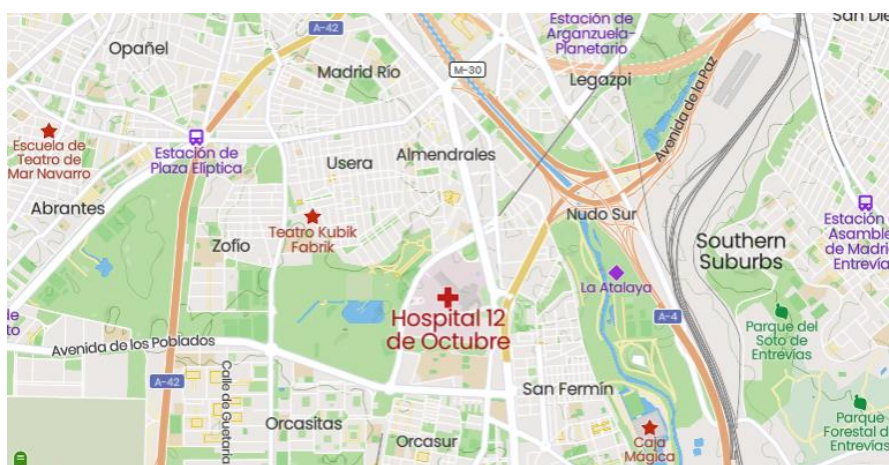 A-42
Estación de
Arganzuela-
Planetario
San Die
Opañel
Madrid Río
M-30
Legazpi
Avenida de la Paz
Escuela de
Teatro de
Mar Navarro
Estación de
Plaza Elíptica
Usera
Almendrales
Abrantes
Zofío
Teatro Kubik
Fabrik
Nudo Sur
Southern
Suburbs
Estación
Asamble
de Madri
Entrevías
La Atalaya
de
to
Hospital 12
de Octubre
A-4
Parque del
Soto de
Entrevías
Avenida de los Poblados
A-42
Calle de Guetaria
San Fermín
Orcasitas
Orcasur
Caja
Mágica
Parque
Forestal d
Entrevías